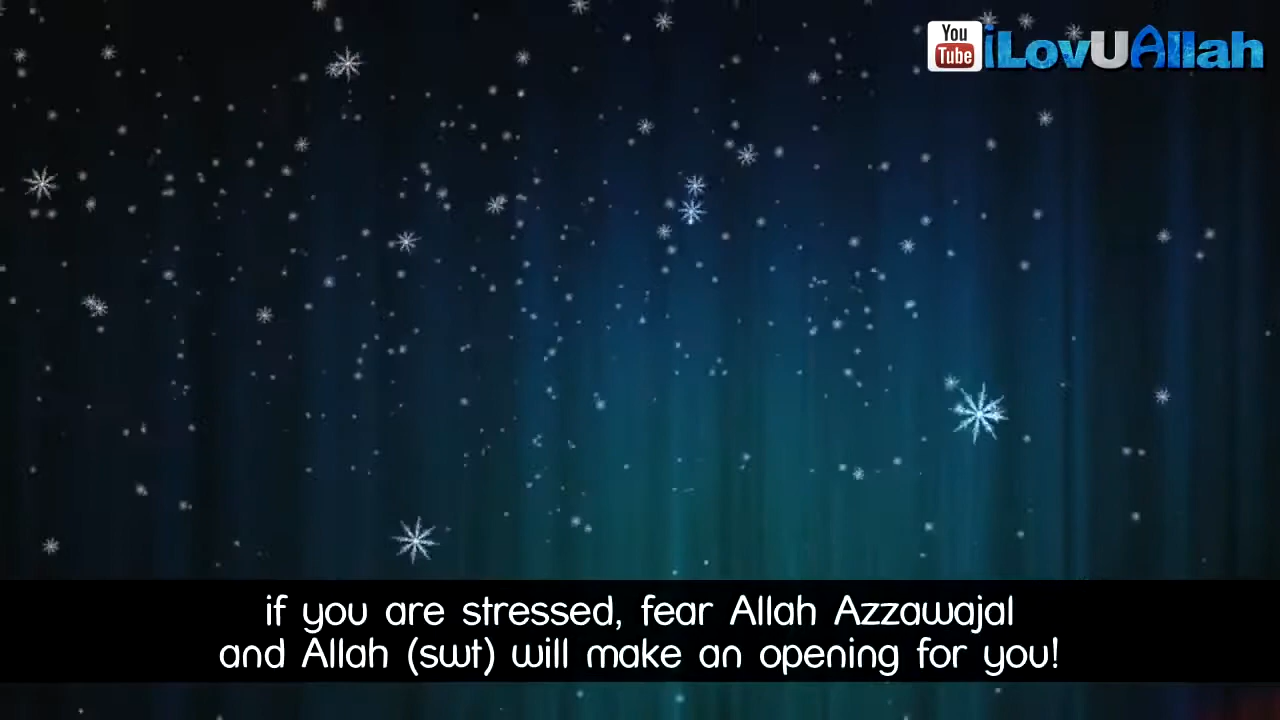 You
Tube
iLovUAllah
if you are stressed, fear Allah Azzawajal
and Allah (swt) will make an opening for you!